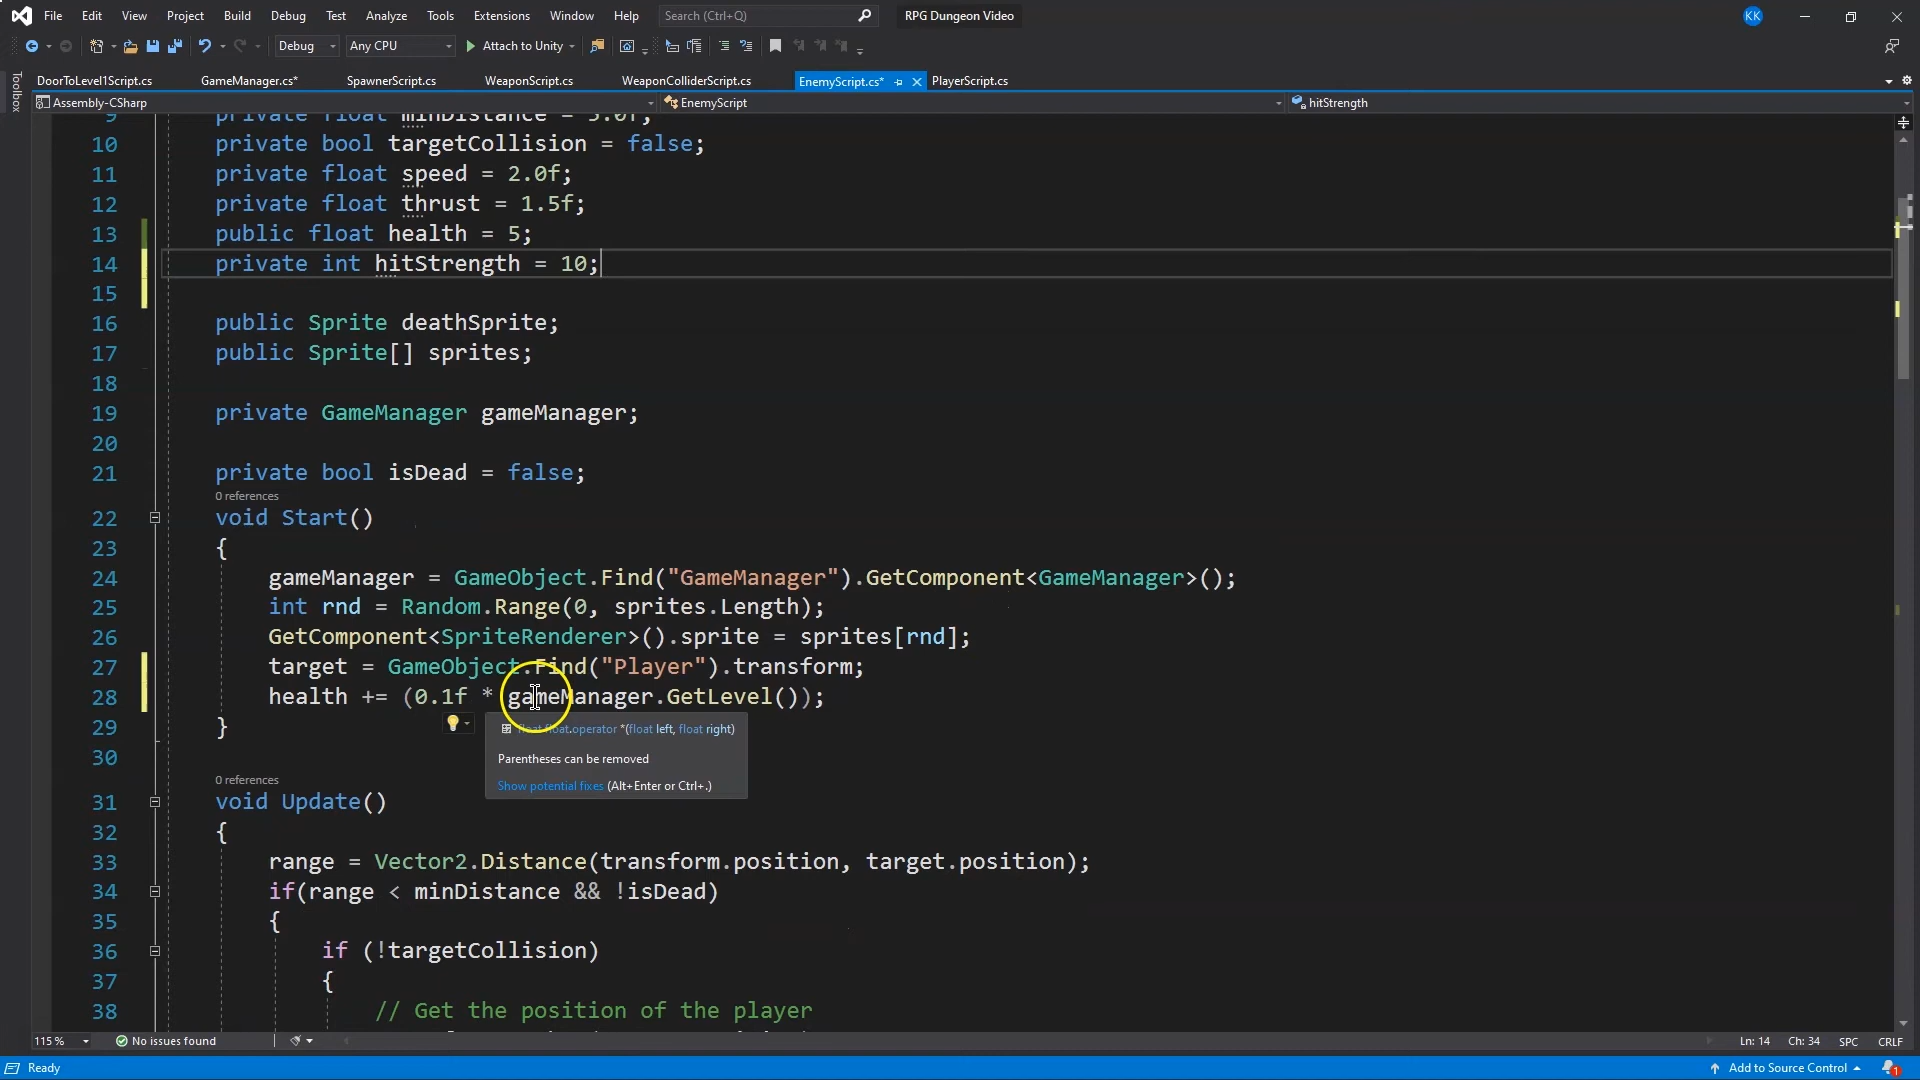 File Edit View Project Build Debug Test Analyze Tools Extensions Window Help Search (Ctrl+Q) RPG Dungeon Video KK
Debug Any CPU Attach to Unity
Toolbox
DoorToLevel1Script.cs GameManager.cs* SpawnerScript.cs WeaponScript.cs WeaponColliderScript.cs EnemyScript.cs* PlayerScript.cs
Assembly-CSharp EnemyScript hitStrength
9 private float minDistance = 5.0f;
10 private bool targetCollision = false;
11 private float speed = 2.0f;
12 private float thrust = 1.5f;
13 public float health = 5;
14 private int hitStrength = 10;
15
16 public Sprite deathSprite;
17 public Sprite[] sprites;
18
19 private GameManager gameManager;
20
21 private bool isDead = false;
0 references
22 void Start()
23 {
24 gameManager = GameObject.Find("GameManager").GetComponent<GameManager>();
25 int rnd = Random.Range(0, sprites.Length);
26 GetComponent<SpriteRenderer>().sprite = sprites[rnd];
27 target = GameObject.Find("Player").transform;
28 health += (0.1f * gameManager.GetLevel());
29 }
float float.operator *(float left, float right)
30
Parentheses can be removed
0 references
Show potential fixes (Alt+Enter or Ctrl+.)
31 void Update()
32 {
33 range = Vector2.Distance(transform.position, target.position);
34 if(range < minDistance && !isDead)
35 {
36 if (!targetCollision)
37 {
38 // Get the position of the player
115 % No issues found Ln: 14 Ch: 34 SPC CRLF
Ready Add to Source Control 1